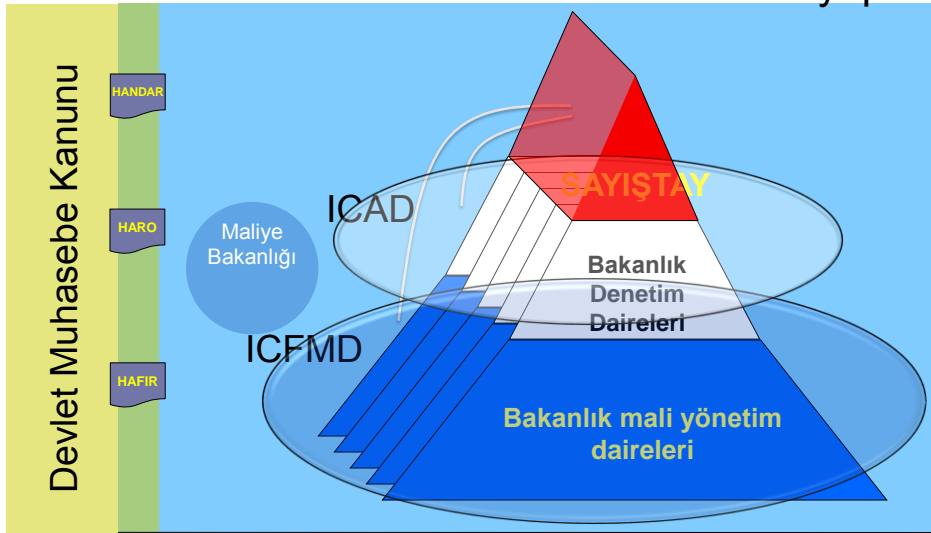 Devlet Muhasebe Kanunu
HANDAR
HARO
HAFIR
Maliye
Bakanlığı
ICAD
ICFMD
SAYIŞTAY
Bakanlık
Denetim
Daireleri
Bakanlık mali yönetim
daireleri